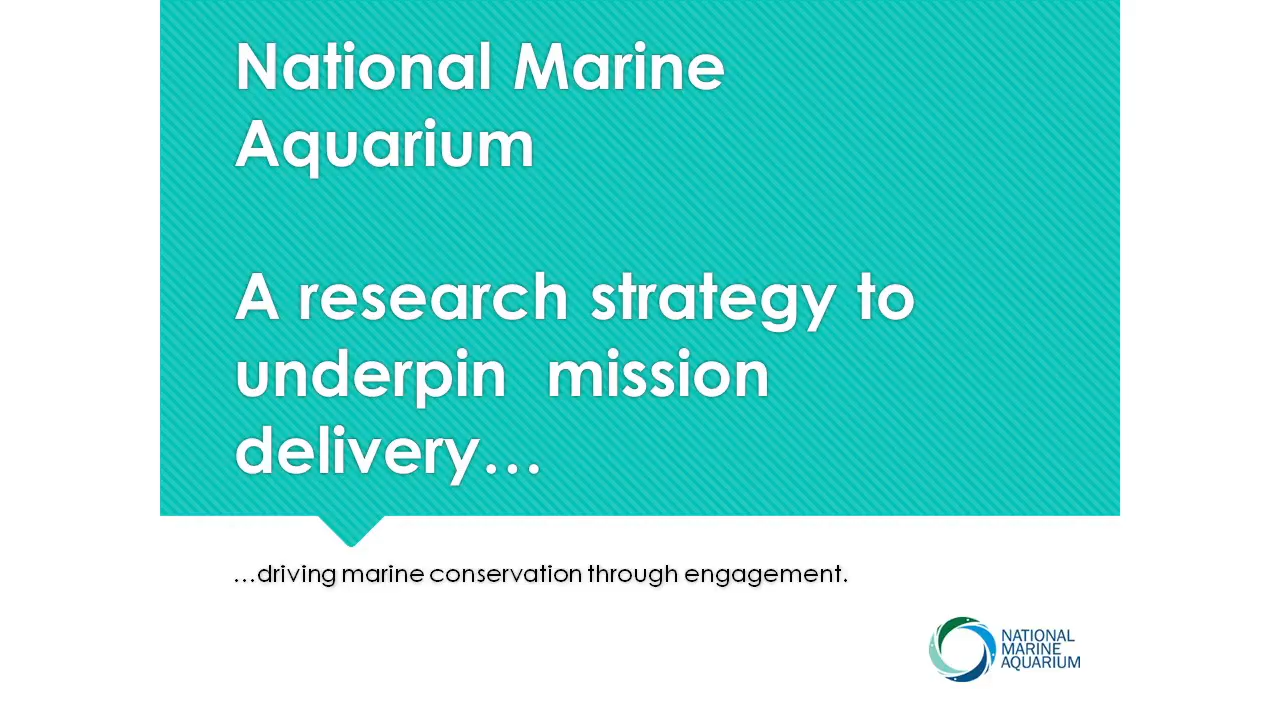 National Marine
Aquarium
A research strategy to
underpin  mission
delivery…
…driving marine conservation through engagement.
NATIONAL
MARINE
AQUARIUM